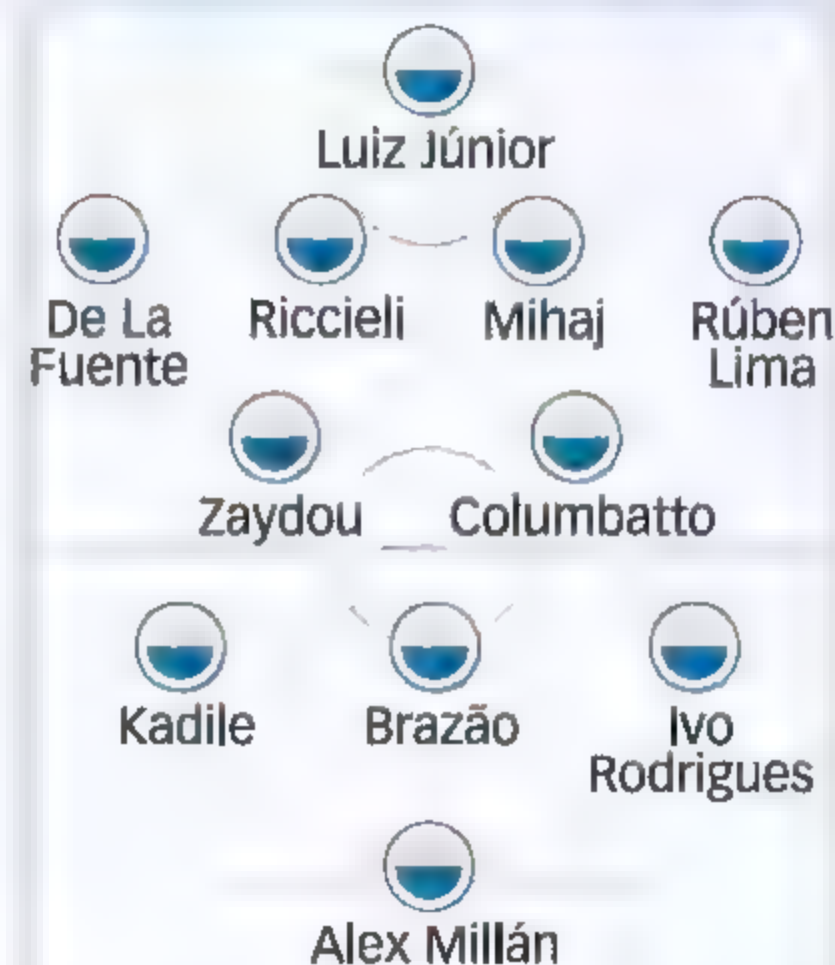 Luiz Júnior
De La
Fuente
Riccieli
Mihaj
Rúben
Lima
Zaydou
Columbatto
Kadile
Brazão
Ivo
Rodrigues
Alex Millán